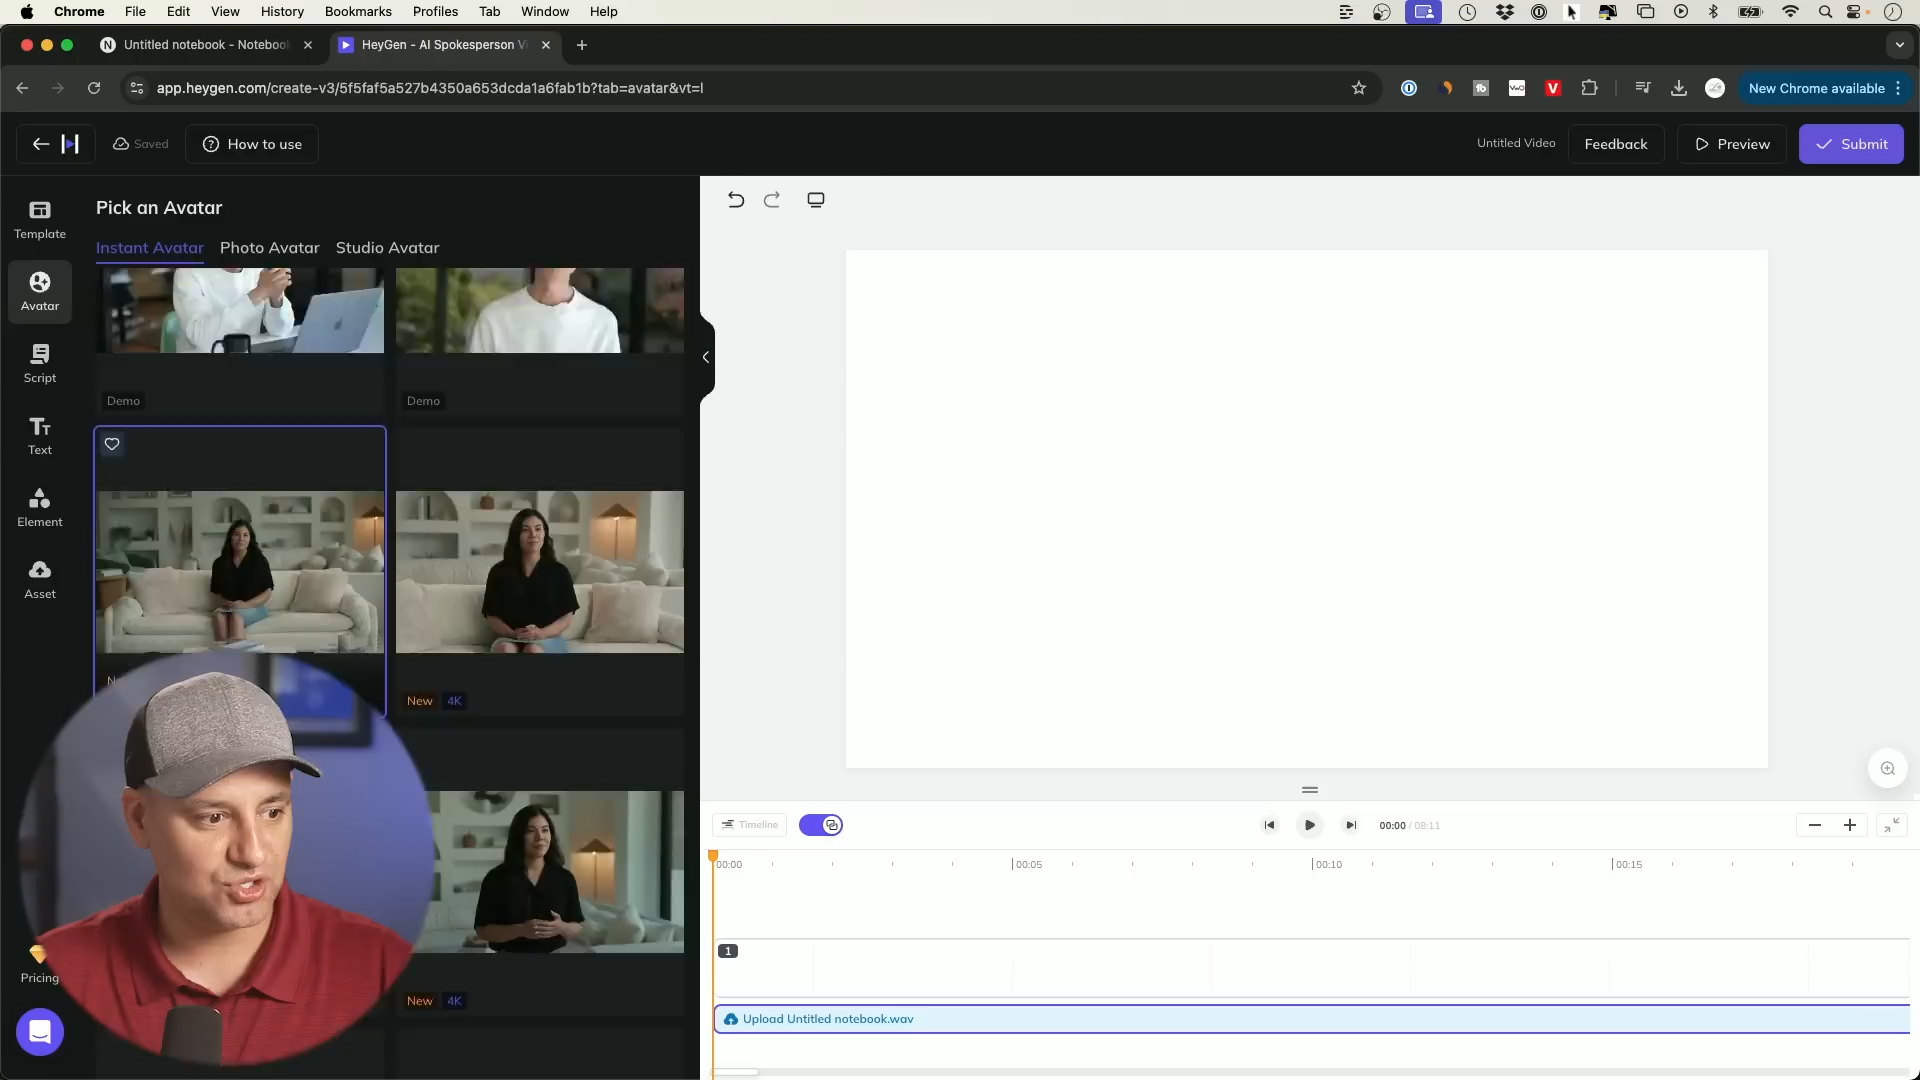 Chrome File Edit View History Bookmarks Profiles Tab Window Help
Untitled notebook - Noteboo
HeyGen - AI Spokesperson Vi
app.heygen.com/create-v3/5f5faf5a527b4350a653dcda1a6fab1b?tab=avatar&vt=l
New Chrome available
Saved
How to use
Untitled Video
Feedback
Preview
Submit
Template
Avatar
Script
Text
Element
Asset
Pricing
Pick an Avatar
Instant Avatar Photo Avatar Studio Avatar
Demo
Demo
New 4K
New 4K
Timeline
00:00 / 08:11
00:00 00:05 00:10 00:15
1
Upload Untitled notebook.wav